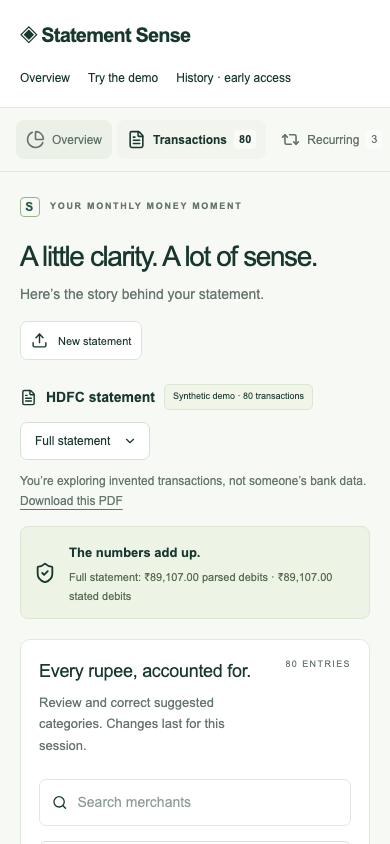 Statement Sense
Overview Try the demo History · early access
Overview Transactions 80 Recurring 3
S YOUR MONTHLY MONEY MOMENT
A little clarity. A lot of sense.
Here's the story behind your statement.
New statement
HDFC statement Synthetic demo · 80 transactions
Full statement
You're exploring invented transactions, not someone's bank data.
Download this PDF
The numbers add up.
Full statement: ₹89,107.00 parsed debits · ₹89,107.00
stated debits
Every rupee, accounted for. 80 ENTRIES
Review and correct suggested
categories. Changes last for this
session.
Search merchants